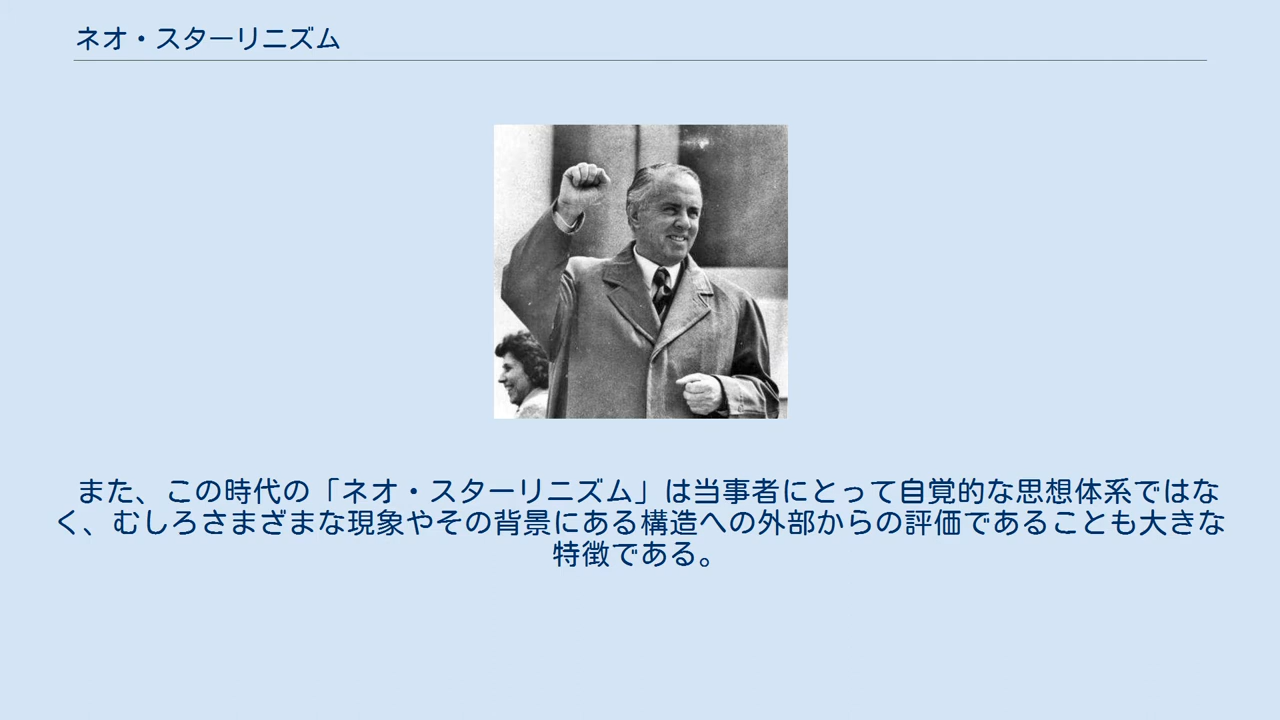 ネオ・スターリニズム
また、この時代の「ネオ・スターリニズム」は当事者にとって自覚的な思想体系ではな
く、むしろさまざまな現象やその背景にある構造への外部からの評価であることも大きな
特徴である。